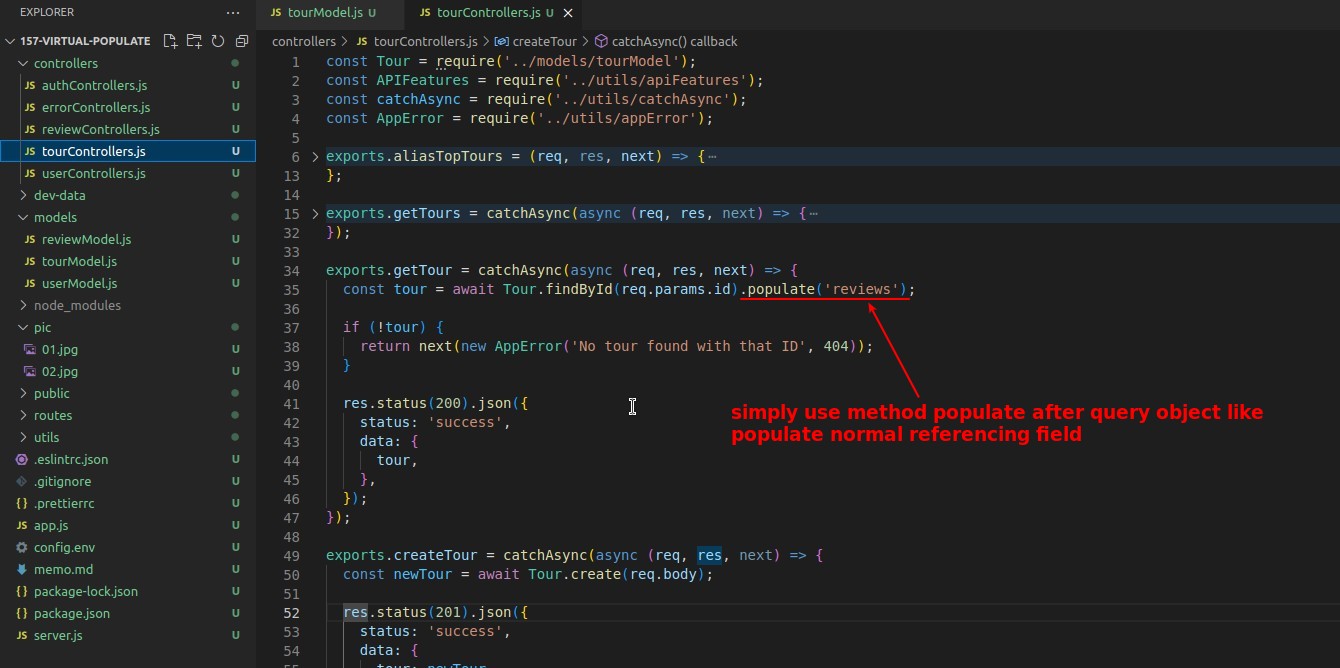 EXPLORER ···
157-VIRTUAL-POPULATE
controllers
JS authControllers.js U
JS errorControllers.js U
JS reviewControllers.js U
JS tourControllers.js U
JS userControllers.js U
dev-data
models
JS reviewModel.js U
JS tourModel.js U
JS userModel.js U
node_modules
pic
01.jpg U
02.jpg U
public
routes
utils
.eslintrc.json U
.gitignore U
{} .prettierrc U
JS app.js U
config.env U
memo.md U
{} package-lock.json U
{} package.json U
JS server.js U
JS tourModel.js U
JS tourControllers.js U ×
controllers > JS tourControllers.js > createTour > catchAsync() callback
1 const Tour = require('../models/tourModel');
2 const APIFeatures = require('../utils/apiFeatures');
3 const catchAsync = require('../utils/catchAsync');
4 const AppError = require('../utils/appError');
5
6 > exports.aliasTopTours = (req, res, next) => {⋯
13 };
14
15 > exports.getTours = catchAsync(async (req, res, next) => {⋯
32 });
33
34 exports.getTour = catchAsync(async (req, res, next) => {
35 const tour = await Tour.findById(req.params.id).populate('reviews');
36
37 if (!tour) {
38 return next(new AppError('No tour found with that ID', 404));
39 }
40
41 res.status(200).json({
42 status: 'success',
43 data: {
44 tour,
45 },
46 });
47 });
48
49 exports.createTour = catchAsync(async (req, res, next) => {
50 const newTour = await Tour.create(req.body);
51
52 res.status(201).json({
53 status: 'success',
54 data: {
55 tour: newTour,
simply use method populate after query object like
populate normal referencing field